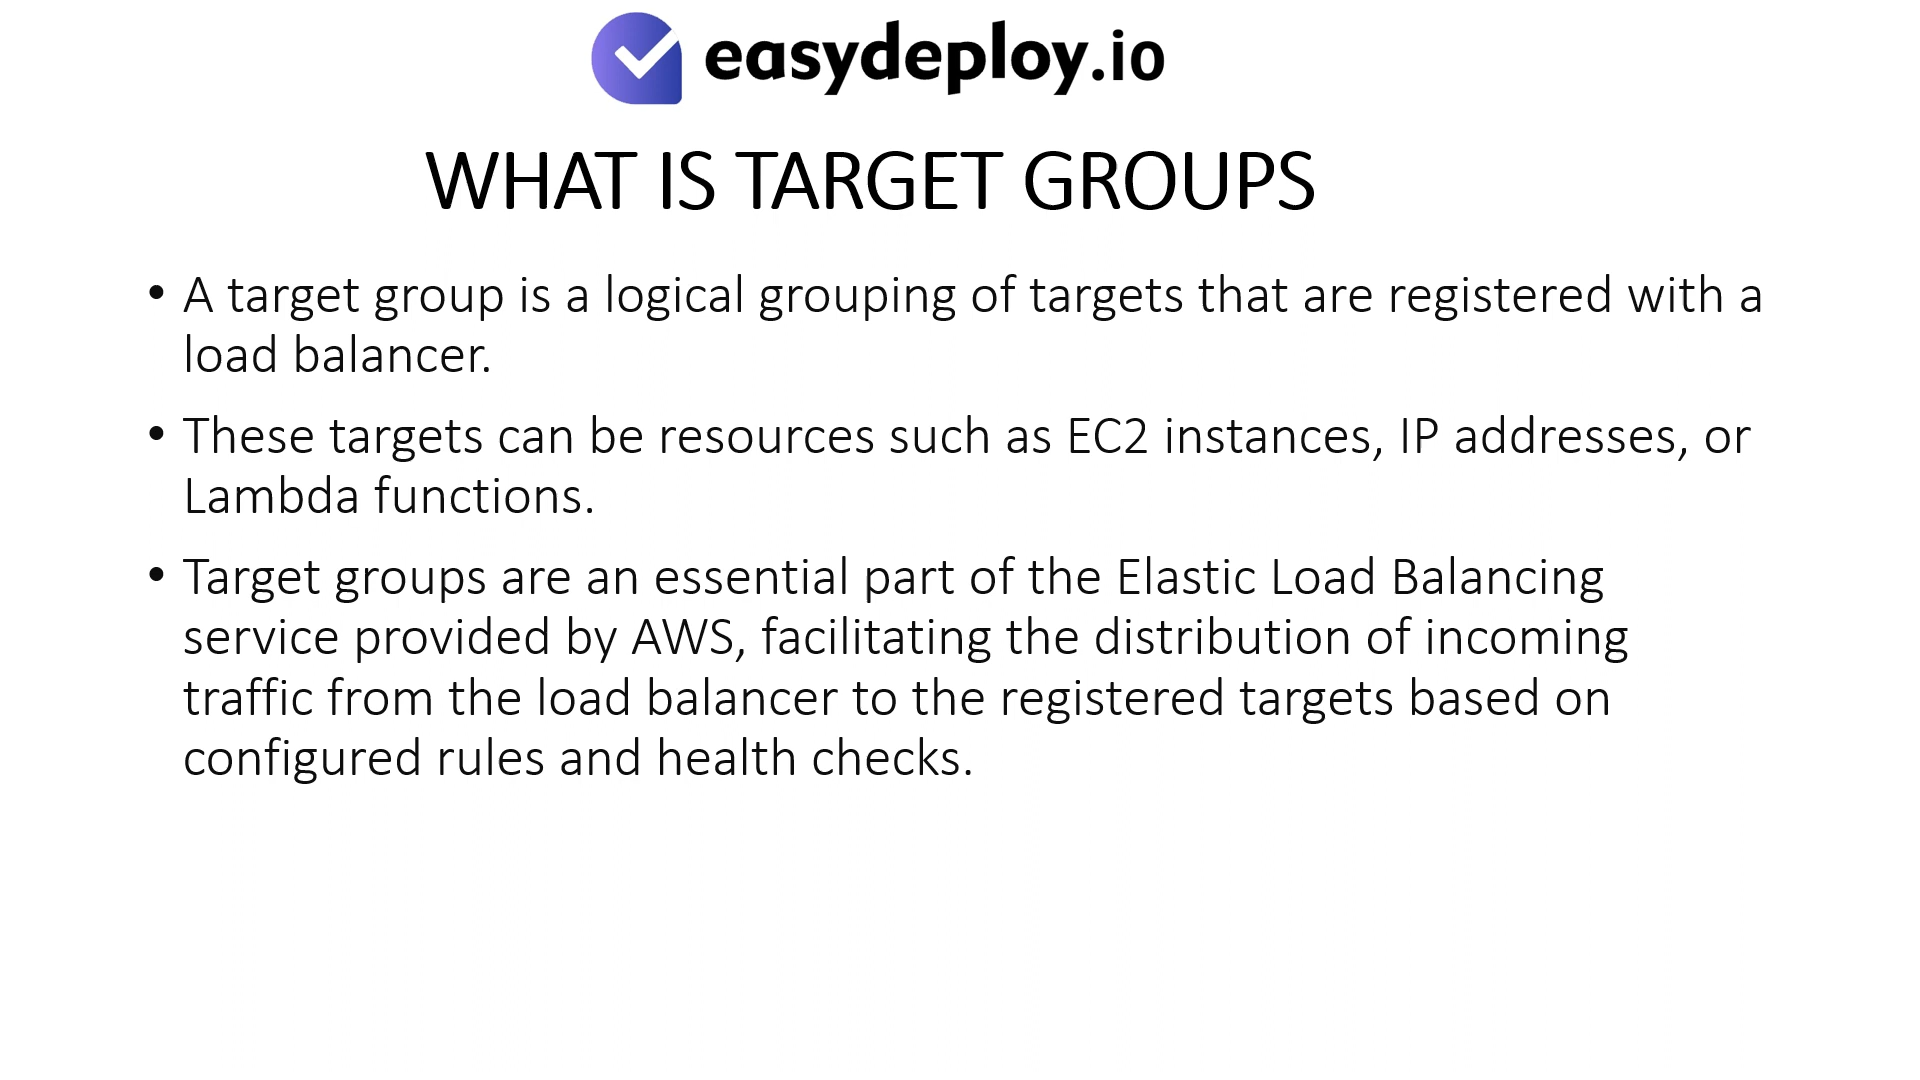 easydeploy.io
WHAT IS TARGET GROUPS
• A target group is a logical grouping of targets that are registered with a
load balancer.
• These targets can be resources such as EC2 instances, IP addresses, or
Lambda functions.
• Target groups are an essential part of the Elastic Load Balancing
service provided by AWS, facilitating the distribution of incoming
traffic from the load balancer to the registered targets based on
configured rules and health checks.